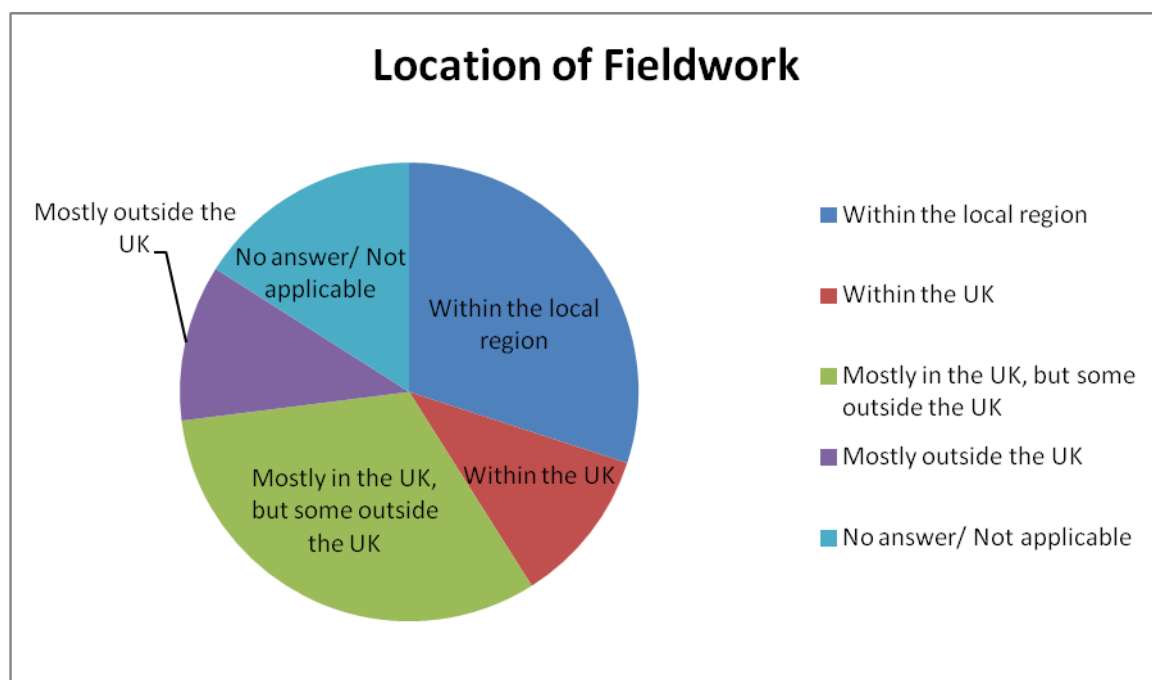 Location of Fieldwork
Mostly outside the
UK
No answer/ Not
applicable
Within the local
region
Within the UK
Mostly in the UK,
but some outside
the UK
Within the local region
Within the UK
Mostly in the UK, but some
outside the UK
Mostly outside the UK
No answer/ Not applicable